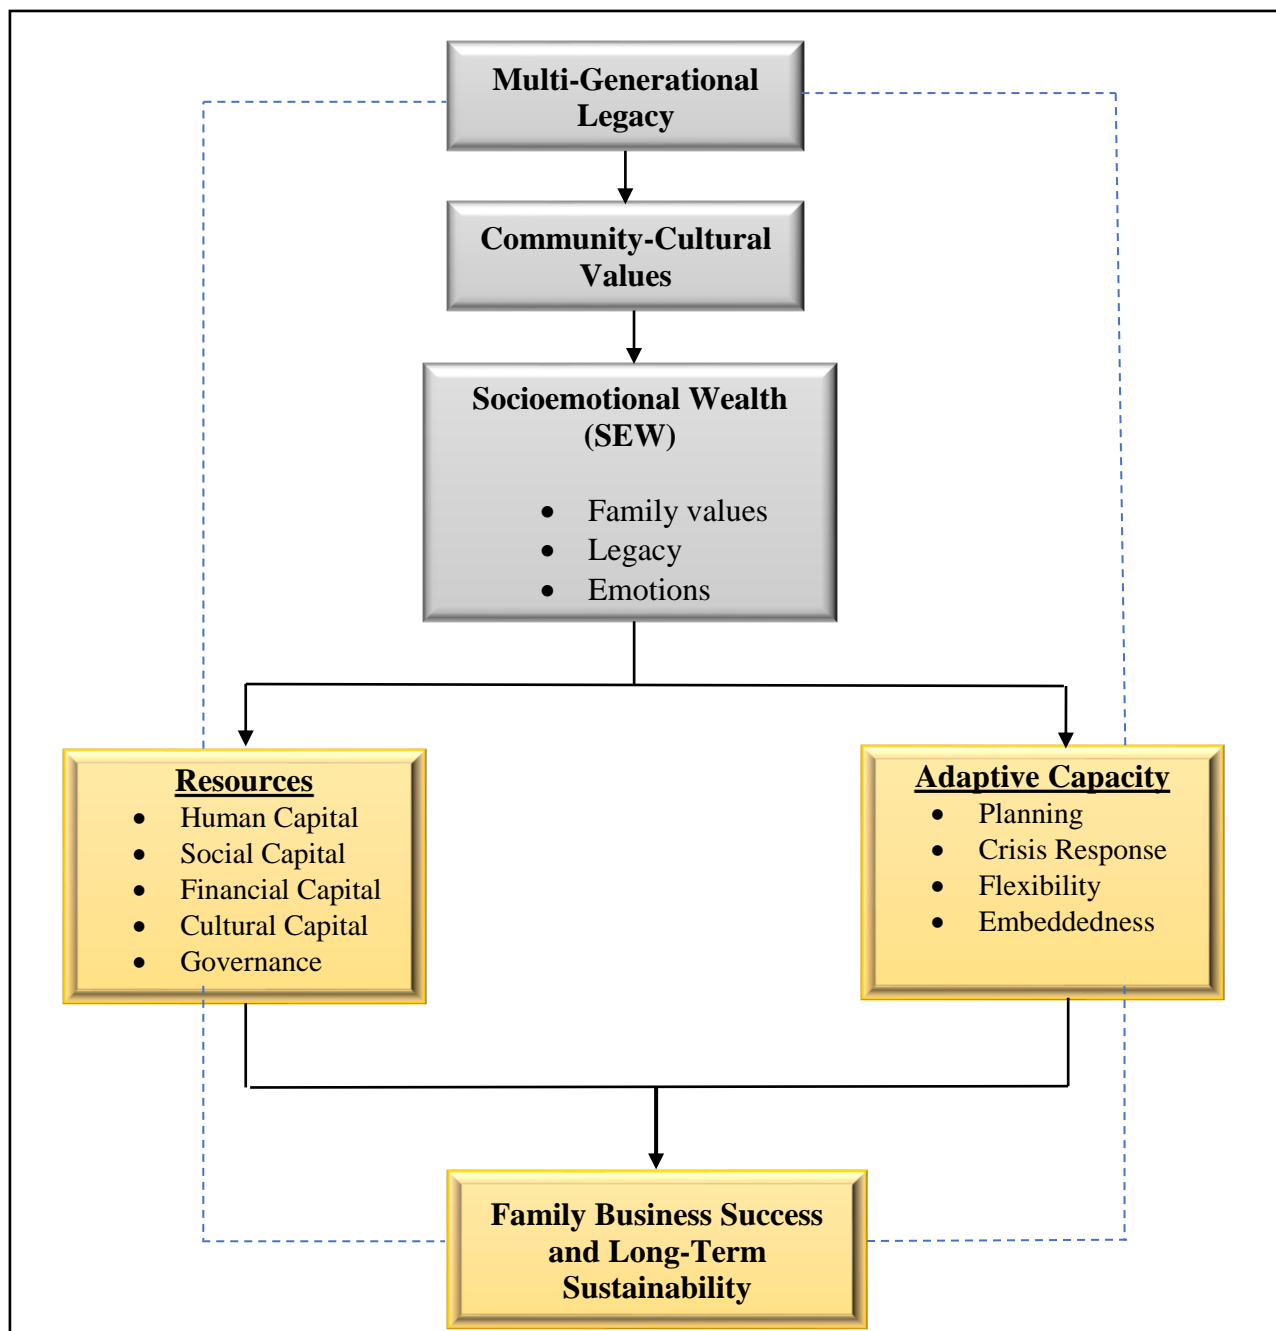 Multi-Generational
Legacy
Community-Cultural
Values
Socioemotional Wealth
(SEW)
• Family values
• Legacy
• Emotions
Resources
• Human Capital
• Social Capital
• Financial Capital
• Cultural Capital
• Governance
Adaptive Capacity
• Planning
• Crisis Response
• Flexibility
• Embeddedness
Family Business Success
and Long-Term
Sustainability